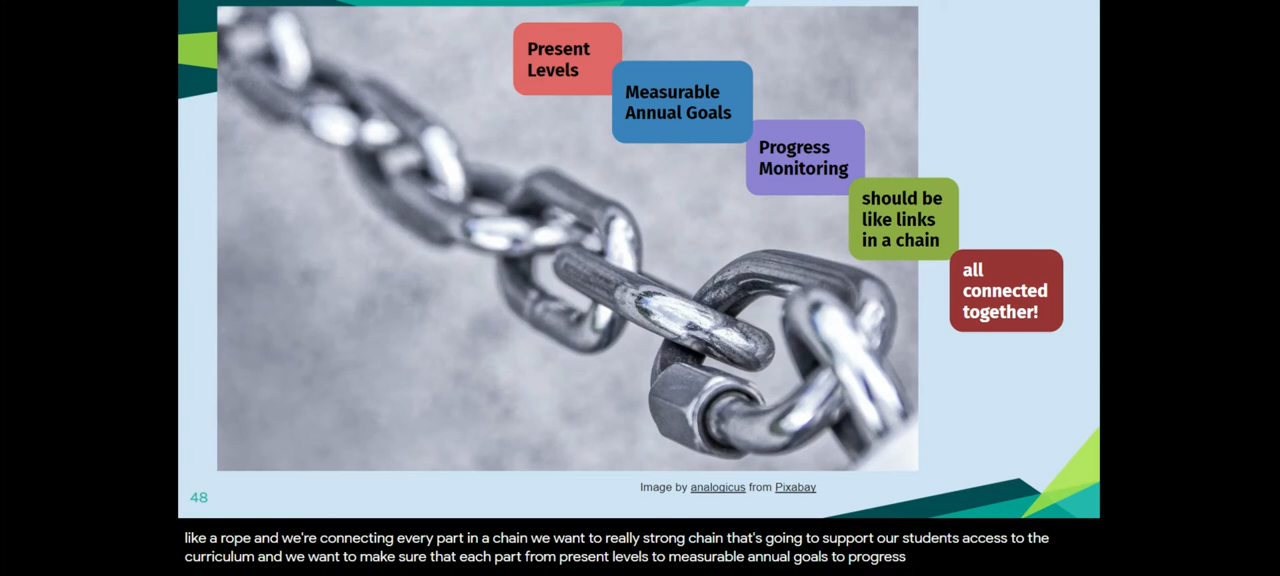 Present
Levels
Measurable
Annual Goals
Progress
Monitoring
should be
like links
in a chain
all
connected
together!
Image by analogicus from Pixabay
48
like a rope and we're connecting every part in a chain we want to really strong chain that's going to support our students access to the
curriculum and we want to make sure that each part from present levels to measurable annual goals to progress